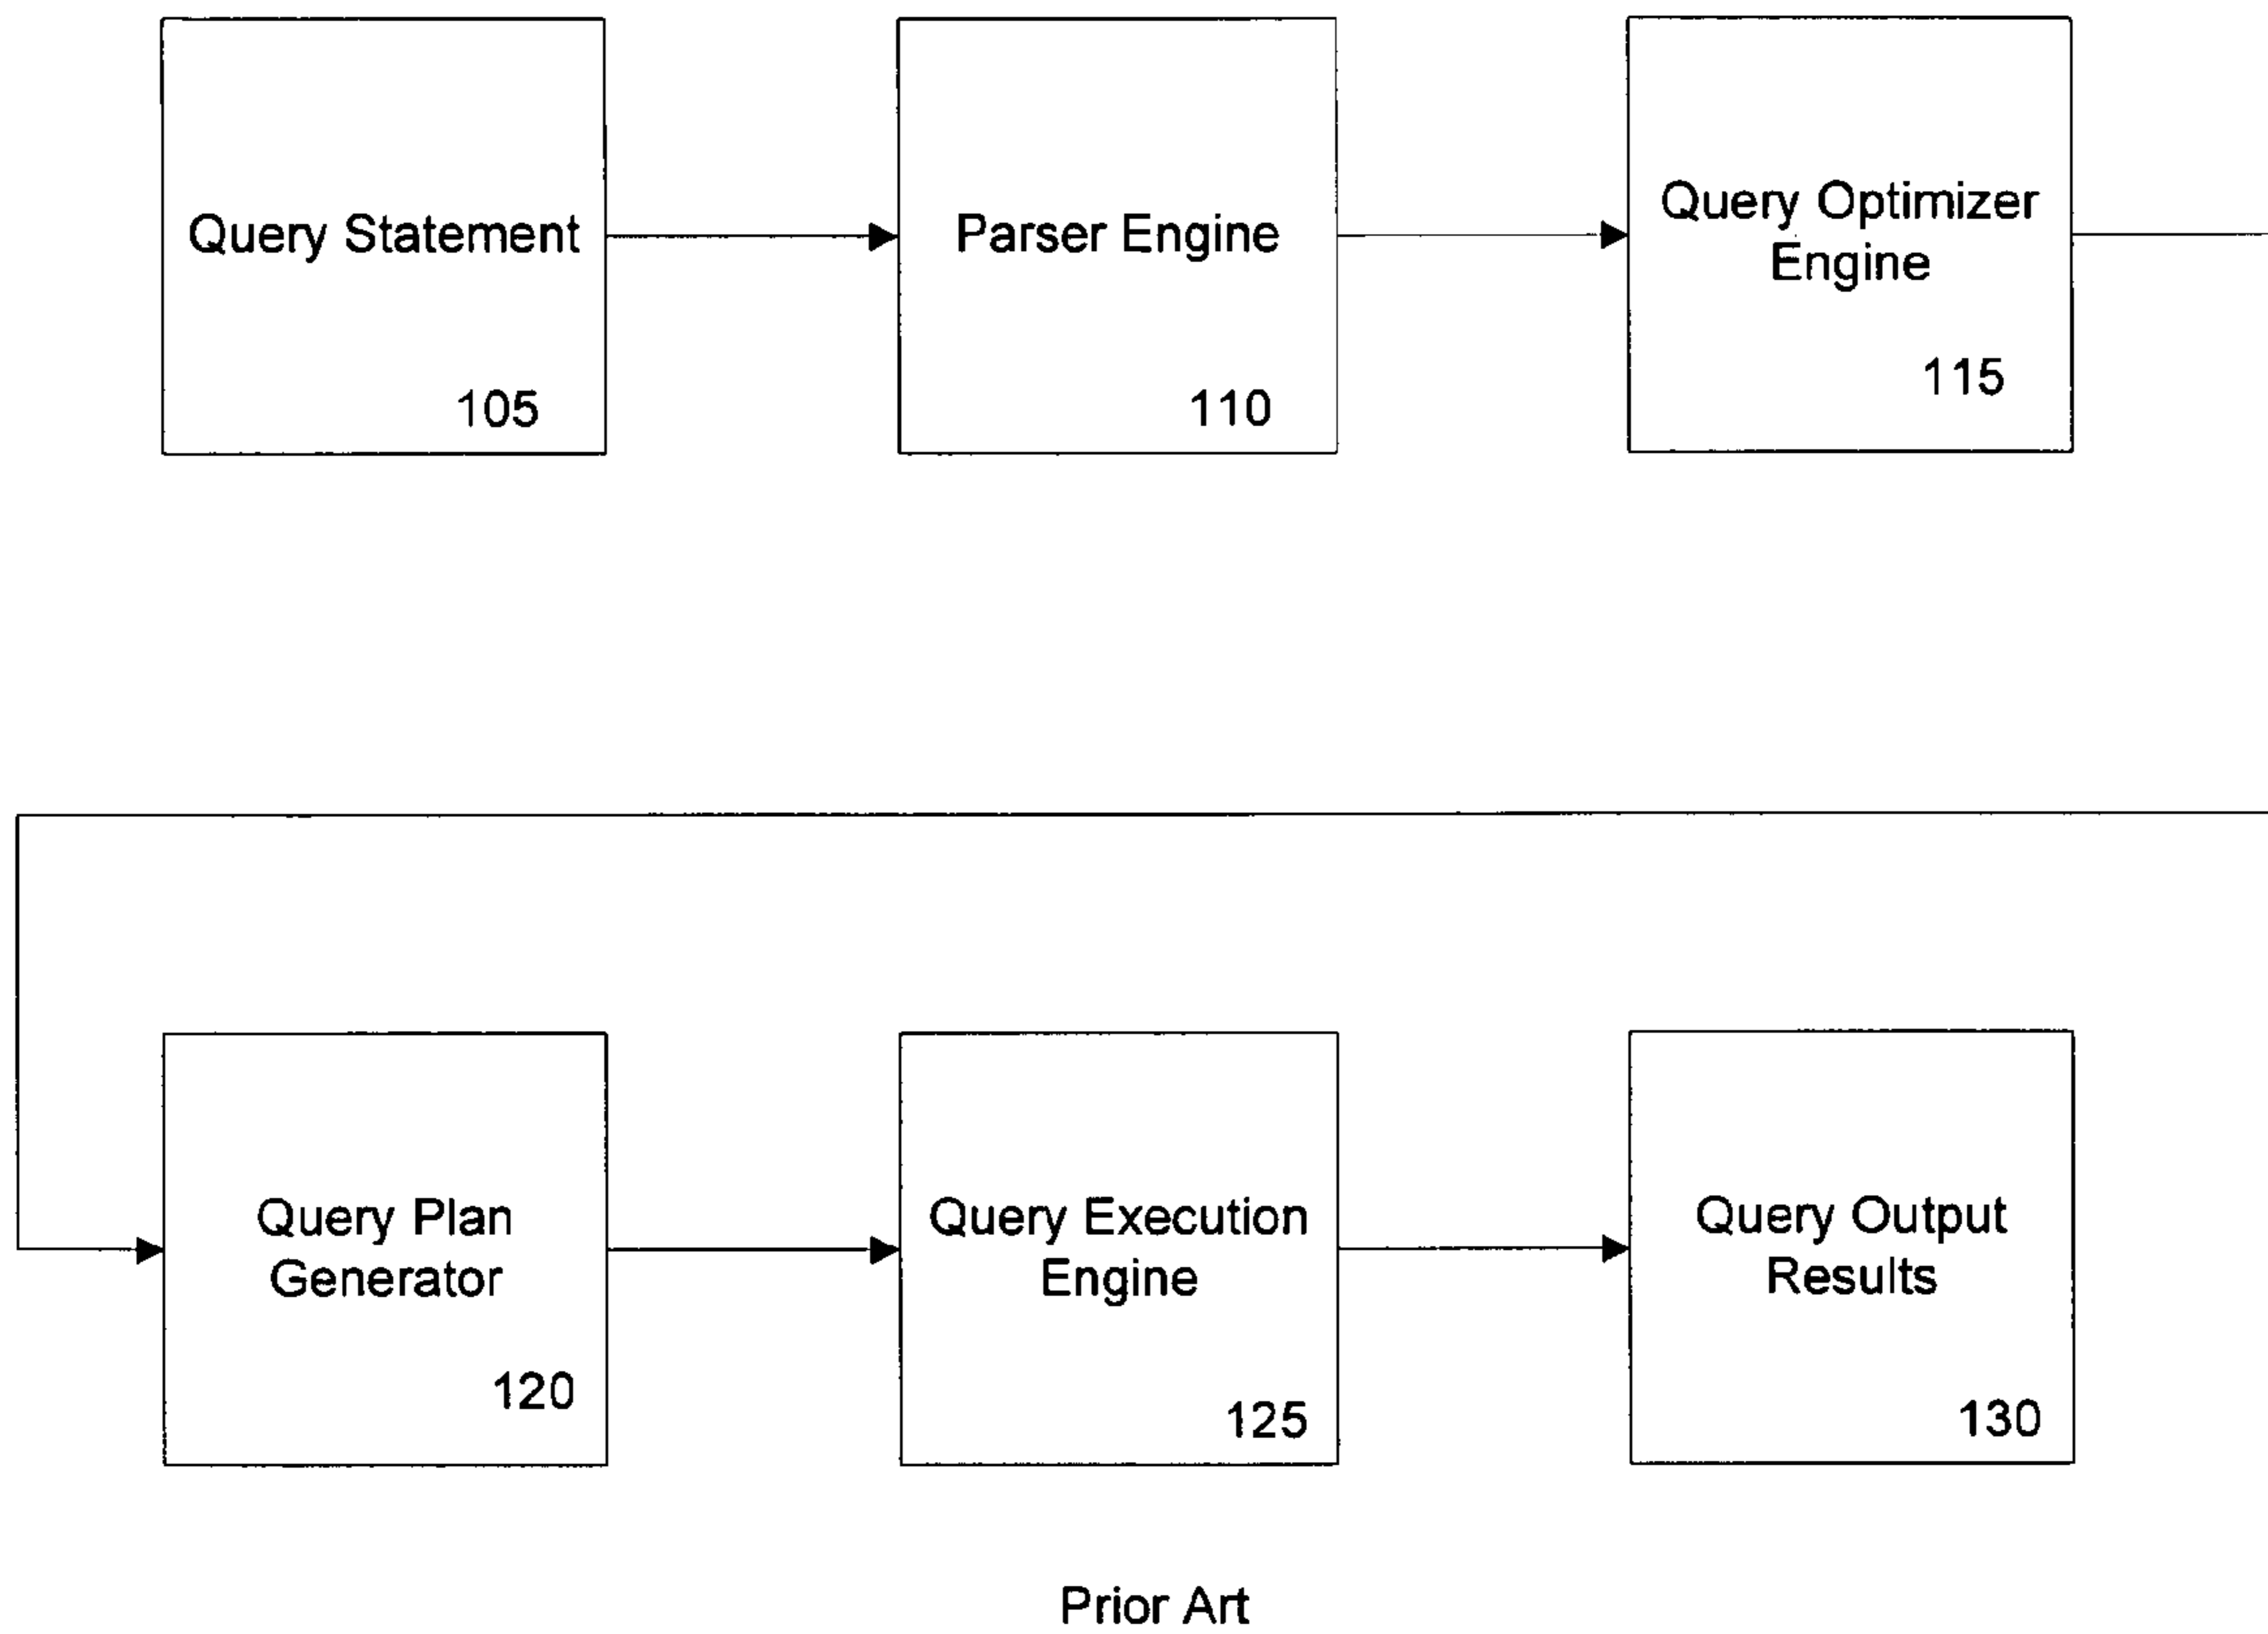 Query Statement
105
Parser Engine
110
Query Optimizer
Engine
115
Query Plan
Generator
120
Query Execution
Engine
125
Query Output
Results
130
Prior Art